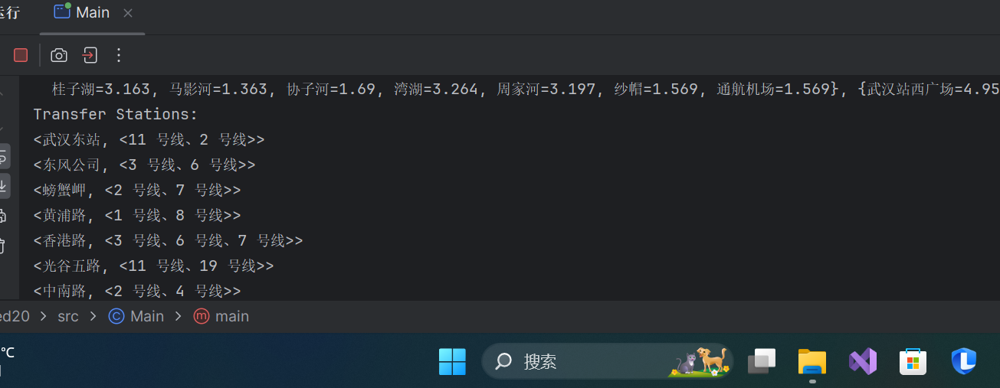 运行 Main
桂子湖=3.163, 马影河=1.363, 协子河=1.69, 湾湖=3.264, 周家河=3.197, 纱帽=1.569, 通航机场=1.569}, {武汉站西广场=4.95
Transfer Stations:
<武汉东站, <11 号线、2 号线>>
<东风公司, <3 号线、6 号线>>
<螃蟹岬, <2 号线、7 号线>>
<黄浦路, <1 号线、8 号线>>
<香港路, <3 号线、6 号线、7 号线>>
<光谷五路, <11 号线、19 号线>>
<中南路, <2 号线、4 号线>>
ed20 > src > C Main > m main
°C
搜索